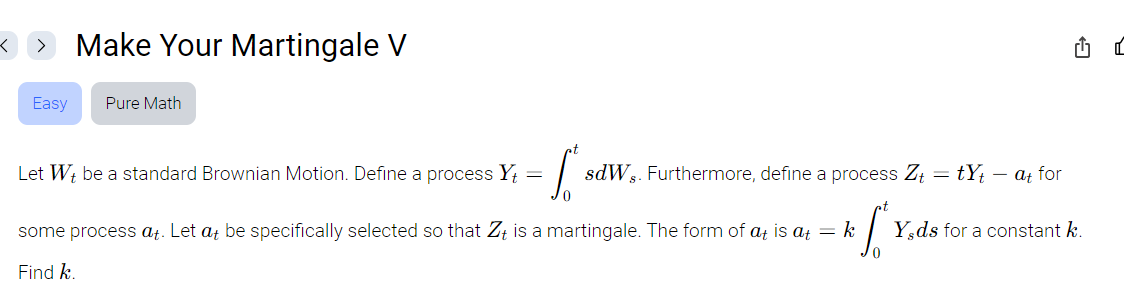 Make Your Martingale V
Easy Pure Math
Let $W_t$ be a standard Brownian Motion. Define a process $Y_t = \int_0^t s dW_s$. Furthermore, define a process $Z_t = tY_t - a_t$ for
some process $a_t$. Let $a_t$ be specifically selected so that $Z_t$ is a martingale. The form of $a_t$ is $a_t = k \int_0^t Y_s ds$ for a constant $k$.
Find $k$.